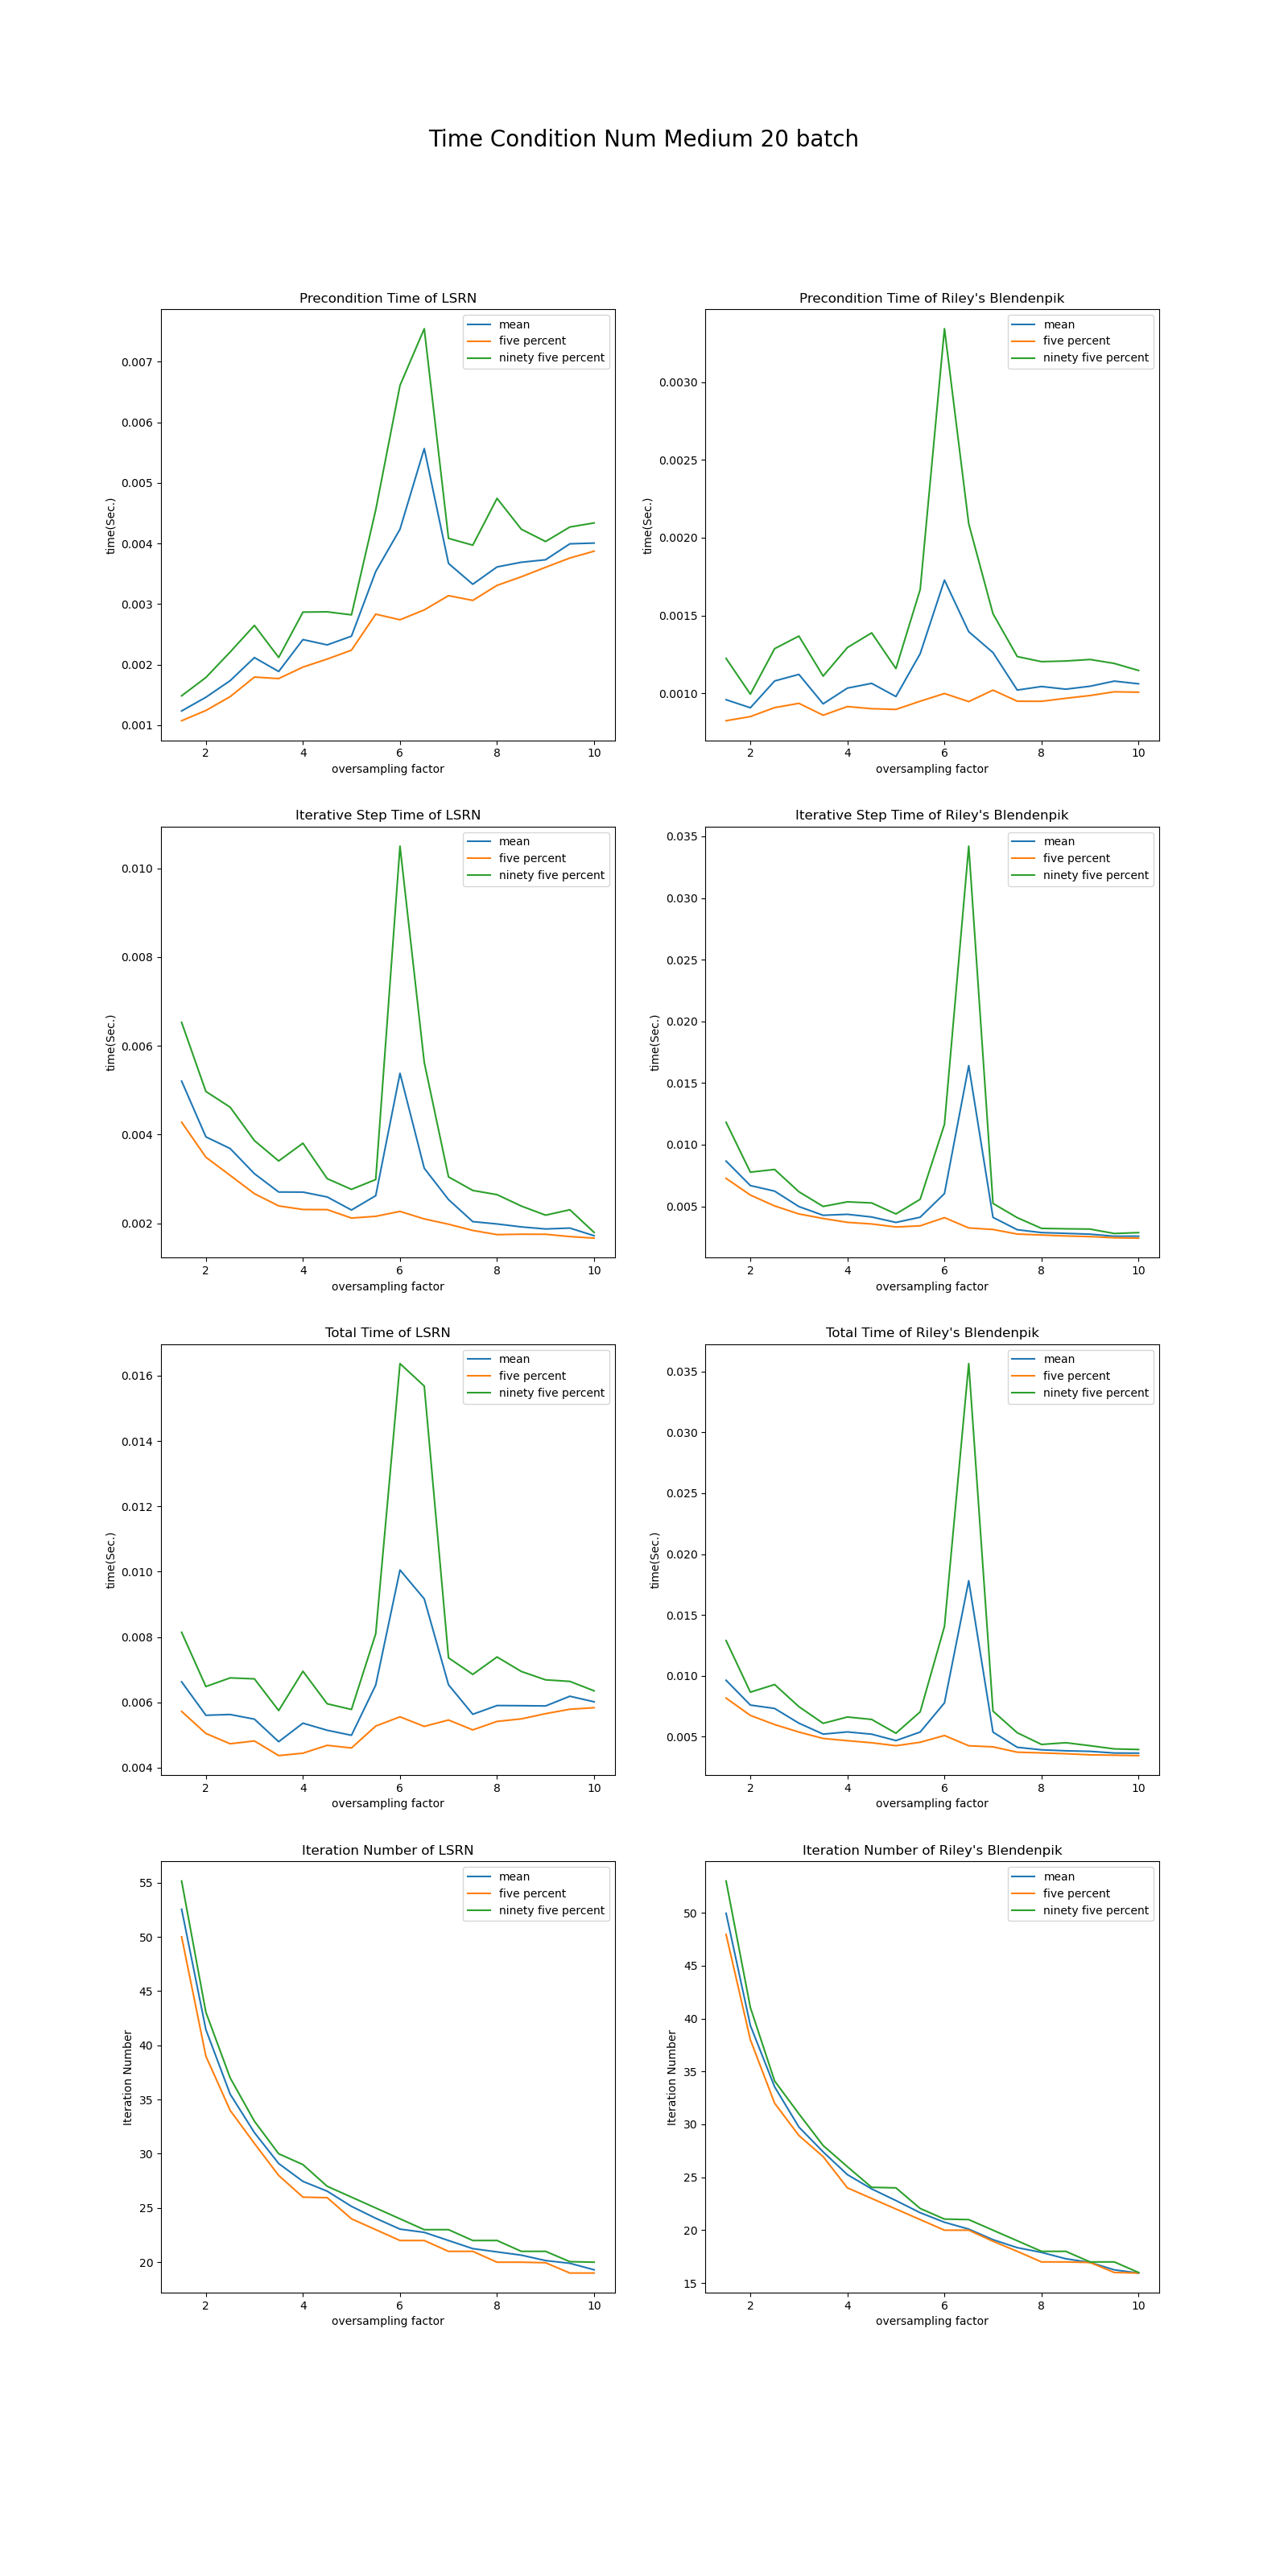 Time Condition Num Medium 20 batch
Precondition Time of LSRN
mean
five percent
ninety five percent
0.007
0.006
0.005
0.004
0.003
0.002
0.001
time(Sec.)
2 4 6 8 10
oversampling factor
Precondition Time of Riley's Blendenpik
mean
five percent
ninety five percent
0.0030
0.0025
0.0020
0.0015
0.0010
time(Sec.)
2 4 6 8 10
oversampling factor
Iterative Step Time of LSRN
mean
five percent
ninety five percent
0.010
0.008
0.006
0.004
0.002
time(Sec.)
2 4 6 8 10
oversampling factor
Iterative Step Time of Riley's Blendenpik
mean
five percent
ninety five percent
0.035
0.030
0.025
0.020
0.015
0.010
0.005
time(Sec.)
2 4 6 8 10
oversampling factor
Total Time of LSRN
mean
five percent
ninety five percent
0.016
0.014
0.012
0.010
0.008
0.006
0.004
time(Sec.)
2 4 6 8 10
oversampling factor
Total Time of Riley's Blendenpik
mean
five percent
ninety five percent
0.035
0.030
0.025
0.020
0.015
0.010
0.005
time(Sec.)
2 4 6 8 10
oversampling factor
Iteration Number of LSRN
mean
five percent
ninety five percent
55
50
45
40
35
30
25
20
Iteration Number
2 4 6 8 10
oversampling factor
Iteration Number of Riley's Blendenpik
mean
five percent
ninety five percent
50
45
40
35
30
25
20
15
Iteration Number
2 4 6 8 10
oversampling factor